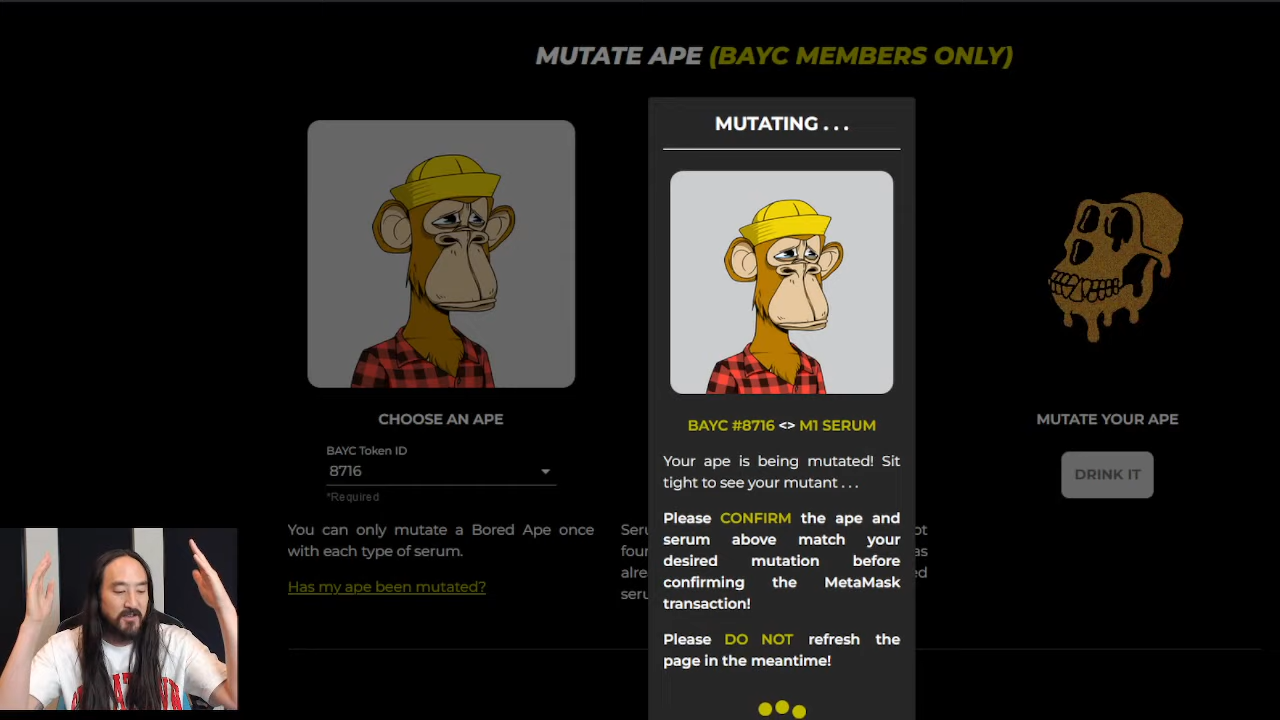 MUTATE APE (BAYC MEMBERS ONLY)
CHOOSE AN APE
BAYC Token ID
8716
*Required
You can only mutate a Bored Ape once
with each type of serum.
Has my ape been mutated?
MUTATING . . .
BAYC #8716 <> M1 SERUM
Your ape is being mutated! Sit
tight to see your mutant . . .
Please CONFIRM the ape and
serum above match your
desired mutation before
confirming the MetaMask
transaction!
Please DO NOT refresh the
page in the meantime!
MUTATE YOUR APE
DRINK IT